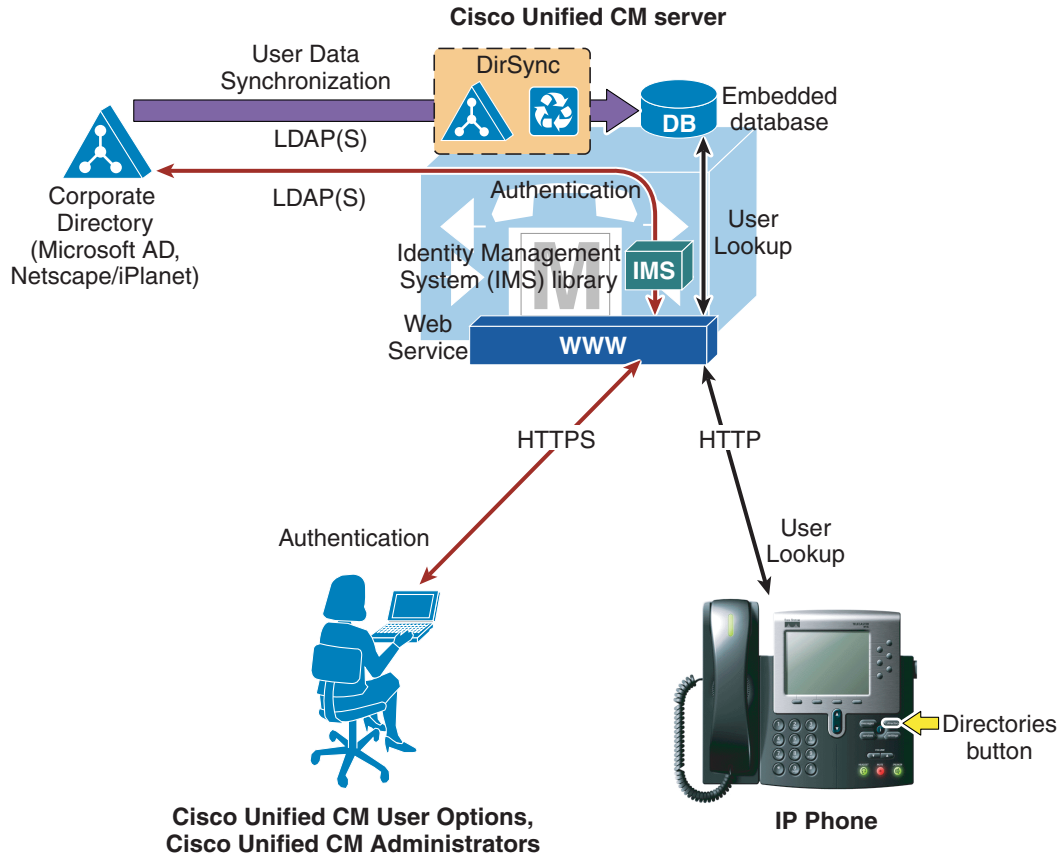 Cisco Unified CM server
User Data
Synchronization
DirSync
LDAP(S)
DB
Embedded
database
LDAP(S)
Authentication
Corporate
Directory
(Microsoft AD,
Netscape/iPlanet)
User
Lookup
Identity Management
System (IMS) library
IMS
M
Web
Service
WWW
HTTPS
HTTP
Authentication
User
Lookup
Directories
button
Cisco Unified CM User Options,
Cisco Unified CM Administrators
IP Phone